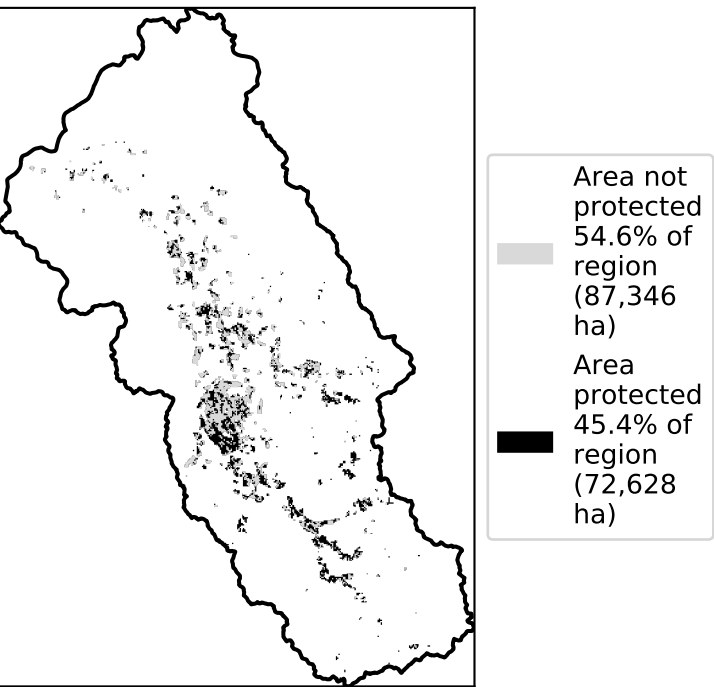 Area not
protected
54.6% of
region
(87,346
ha)
Area
protected
45.4% of
region
(72,628
ha)